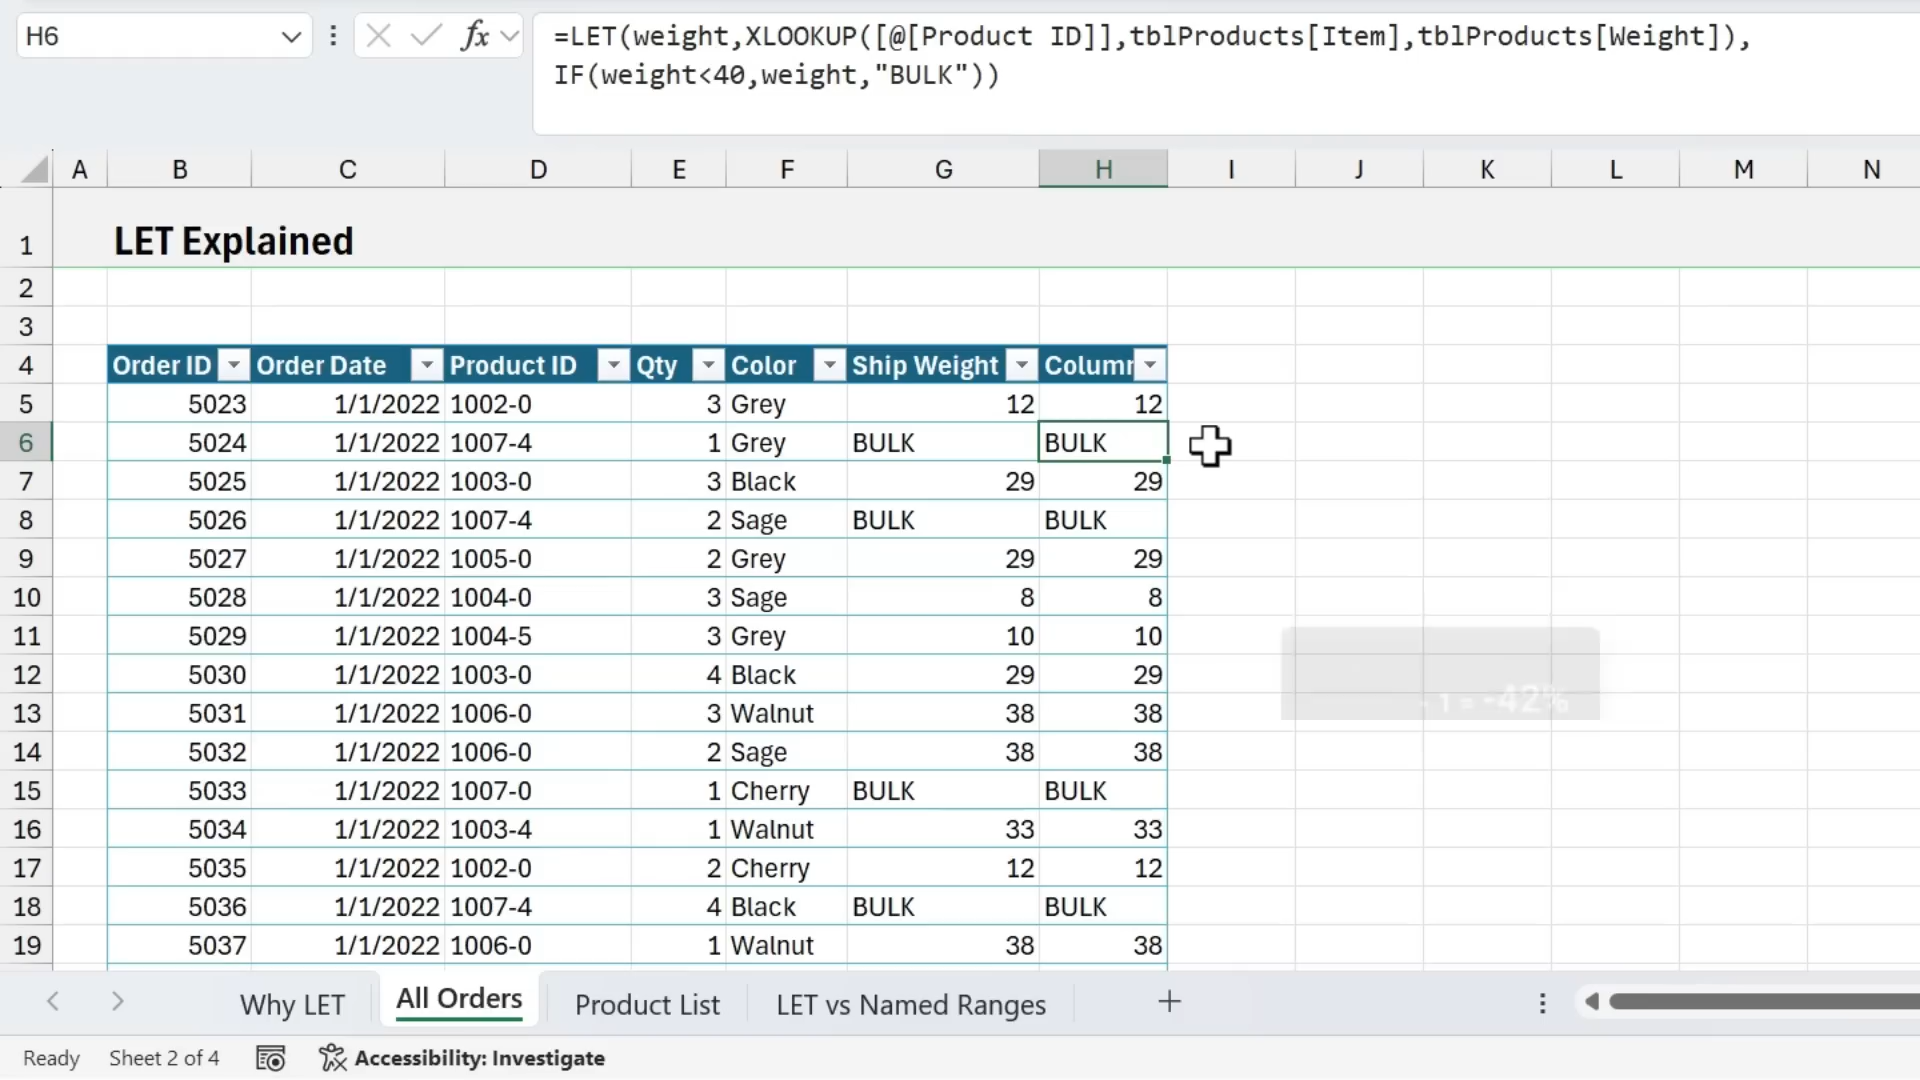 H6
fx
=LET(weight,XLOOKUP([@[Product ID]],tblProducts[Item],tblProducts[Weight]),
IF(weight<40,weight,"BULK"))
A B C D E F G H I J K L M N
1 LET Explained
2
3
4 Order ID Order Date Product ID Qty Color Ship Weight Column
5 5023 1/1/2022 1002-0 3 Grey 12 12
6 5024 1/1/2022 1007-4 1 Grey BULK BULK
7 5025 1/1/2022 1003-0 3 Black 29 29
8 5026 1/1/2022 1007-4 2 Sage BULK BULK
9 5027 1/1/2022 1005-0 2 Grey 29 29
10 5028 1/1/2022 1004-0 3 Sage 8 8
11 5029 1/1/2022 1004-5 3 Grey 10 10
12 5030 1/1/2022 1003-0 4 Black 29 29
13 5031 1/1/2022 1006-0 3 Walnut 38 38
- 1 = -42%
14 5032 1/1/2022 1006-0 2 Sage 38 38
15 5033 1/1/2022 1007-0 1 Cherry BULK BULK
16 5034 1/1/2022 1003-4 1 Walnut 33 33
17 5035 1/1/2022 1002-0 2 Cherry 12 12
18 5036 1/1/2022 1007-4 4 Black BULK BULK
19 5037 1/1/2022 1006-0 1 Walnut 38 38
Why LET All Orders Product List LET vs Named Ranges
Ready Sheet 2 of 4 Accessibility: Investigate